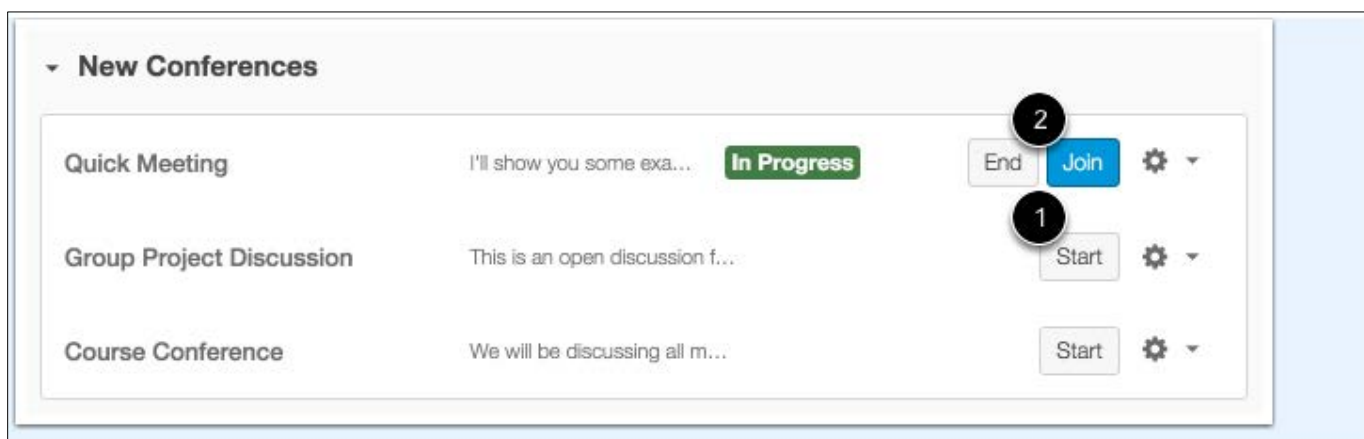 New Conferences
2
Quick Meeting I'll show you some exa... In Progress End Join
1
Group Project Discussion This is an open discussion f... Start
Course Conference We will be discussing all m... Start